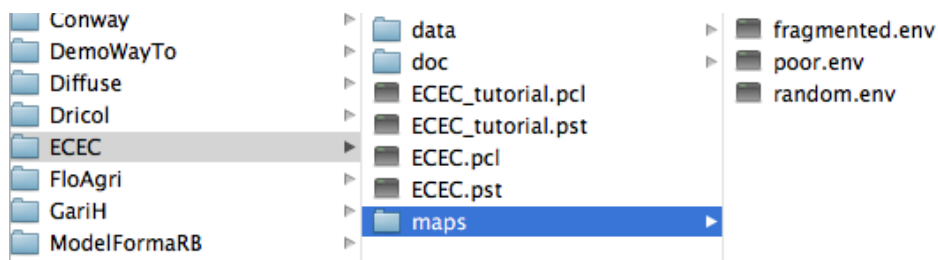 Conway
DemoWayTo
Diffuse
Dricol
ECEC
FloAgri
GariH
ModelFormaRB
data
doc
ECEC_tutorial.pcl
ECEC_tutorial.pst
ECEC.pcl
ECEC.pst
maps
fragmented.env
poor.env
random.env